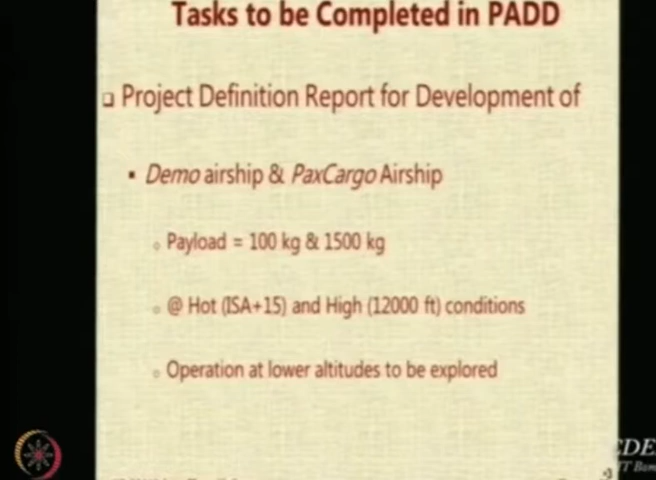 Tasks to be Completed in PADD
Project Definition Report for Development of
Demo airship & PaxCargo Airship
Payload = 100 kg & 1500 kg
@ Hot (ISA+15) and High (12000 ft) conditions
Operation at lower altitudes to be explored
CDE